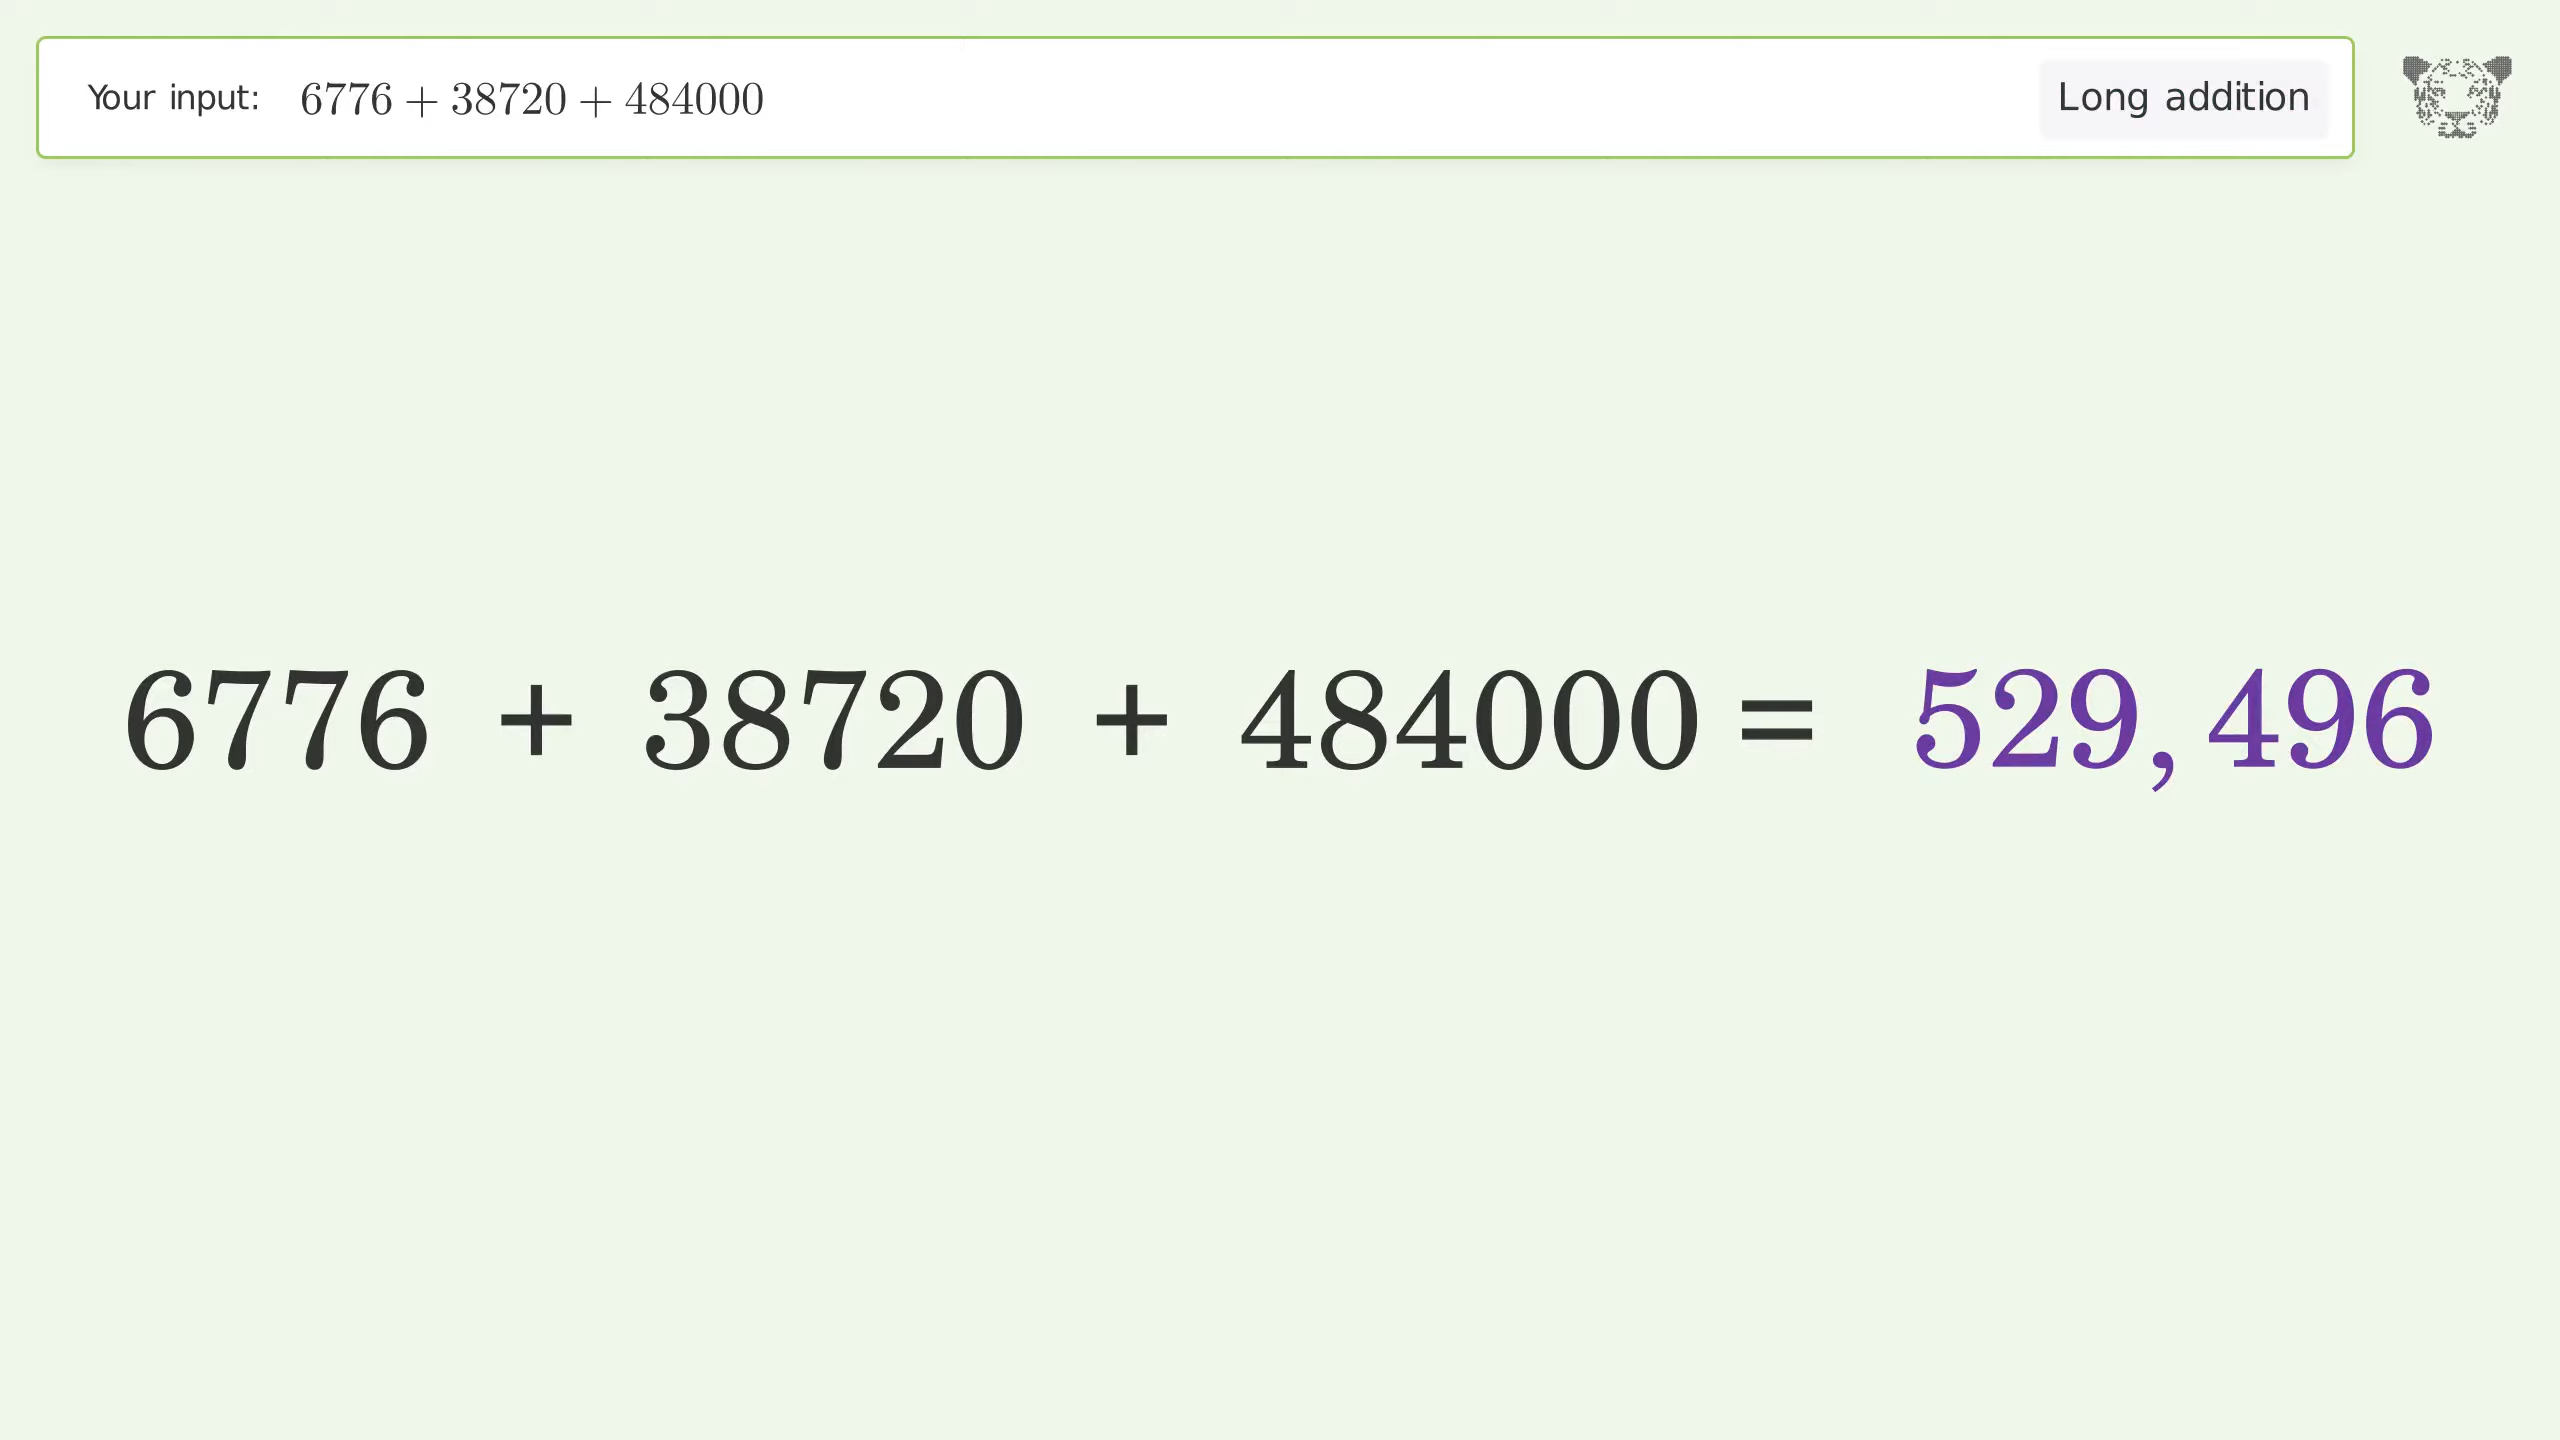 Your input: 6776 + 38720 + 484000 Long addition
6776 + 38720 + 484000 = 529,496